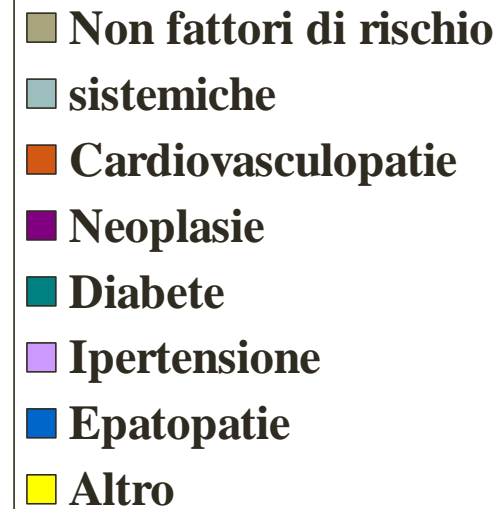 Non fattori di rischio
sistemiche
Cardiovasculopatie
Neoplasie
Diabete
Ipertensione
Epatopatie
Altro